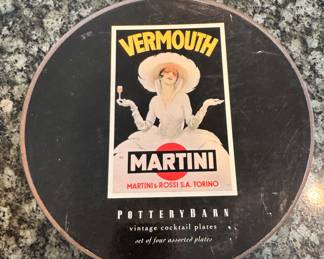 VERMOUTH
MARTINI
MARTINI & ROSSI S.A. TORINO
POTTERYBARN
vintage cocktail plates
set of four assorted plates